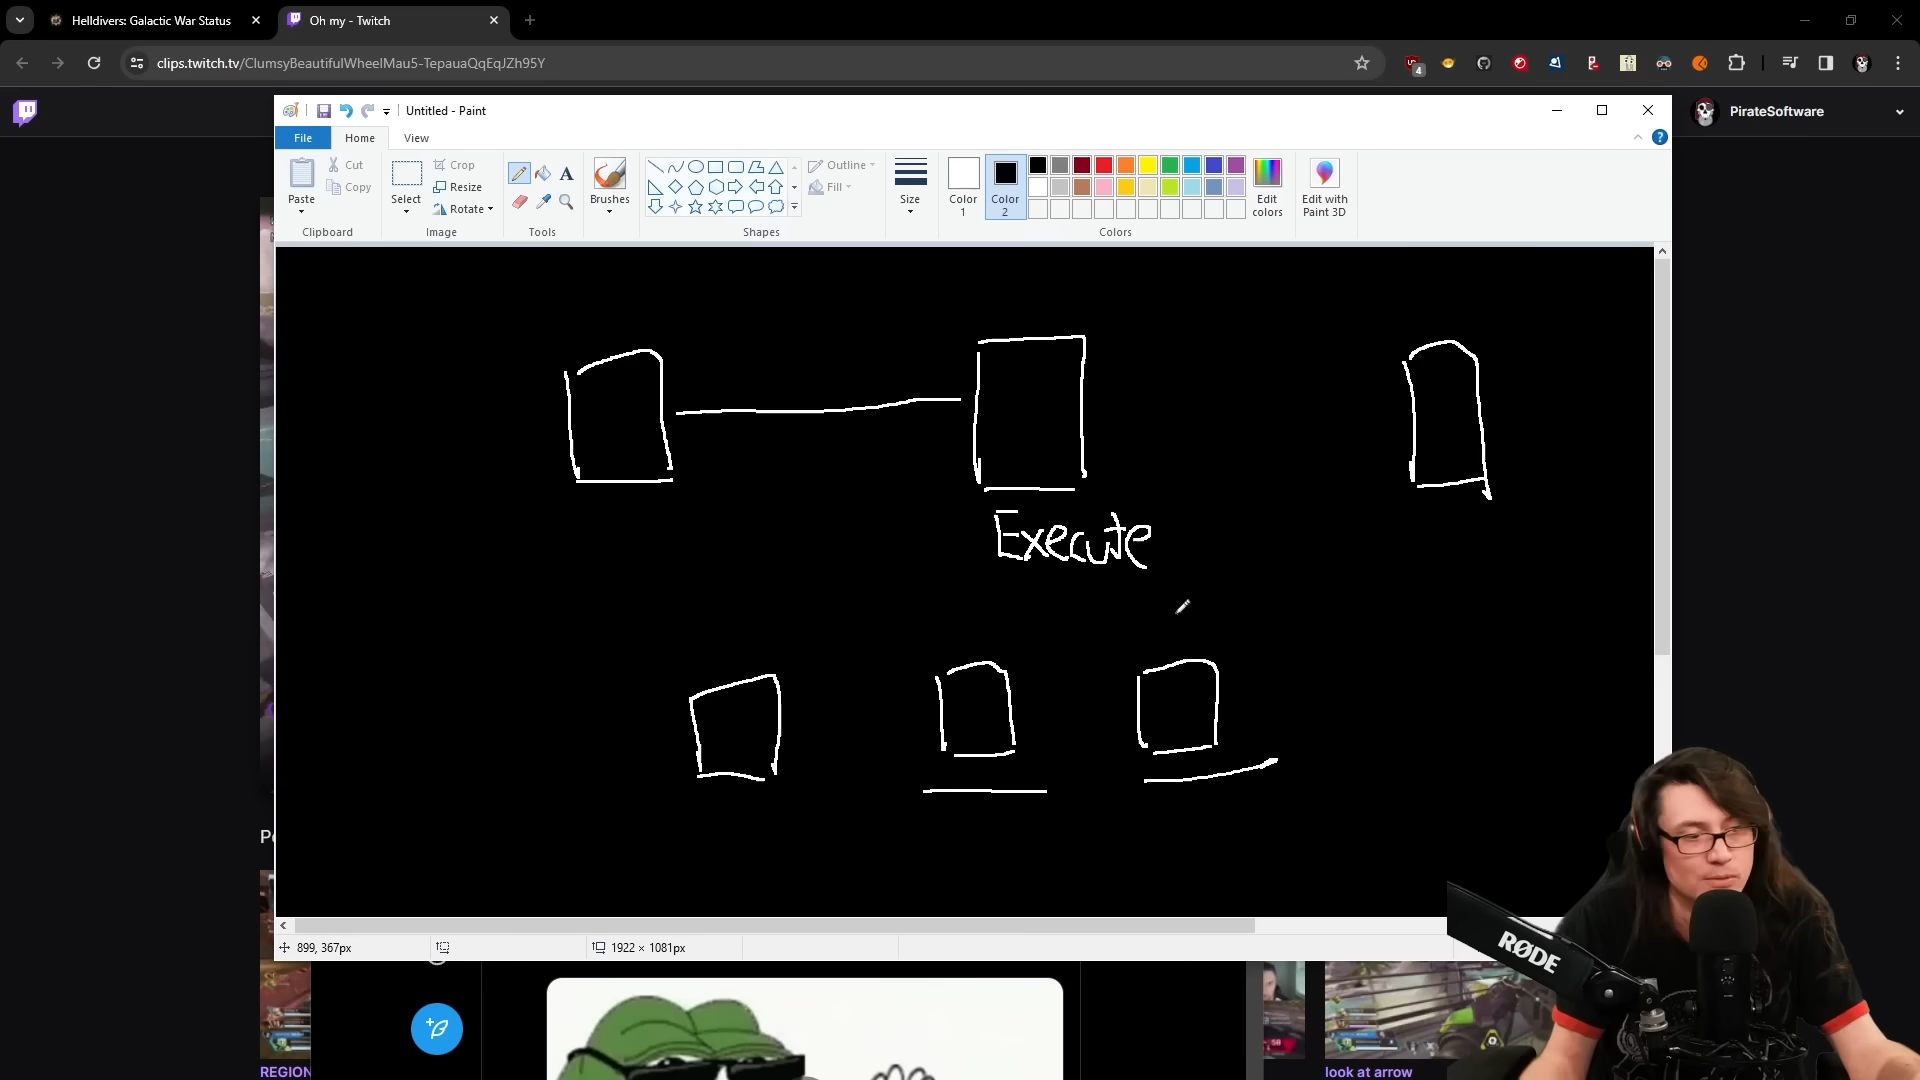 Helldivers: Galactic War Status
Oh my - Twitch
clips.twitch.tv/ClumsyBeautifulWheelMau5-TepauaQqEqJZh95Y
4
PirateSoftware
Untitled - Paint
File
Home
View
Paste
Cut
Copy
Clipboard
Select
Crop
Resize
Rotate
Image
A
Tools
Brushes
Outline
Fill
Shapes
Size
Color 1
Color 2
Edit colors
Colors
Edit with Paint 3D
Execute
899, 367px
1922 × 1081px
RØDE
REGION
look at arrow